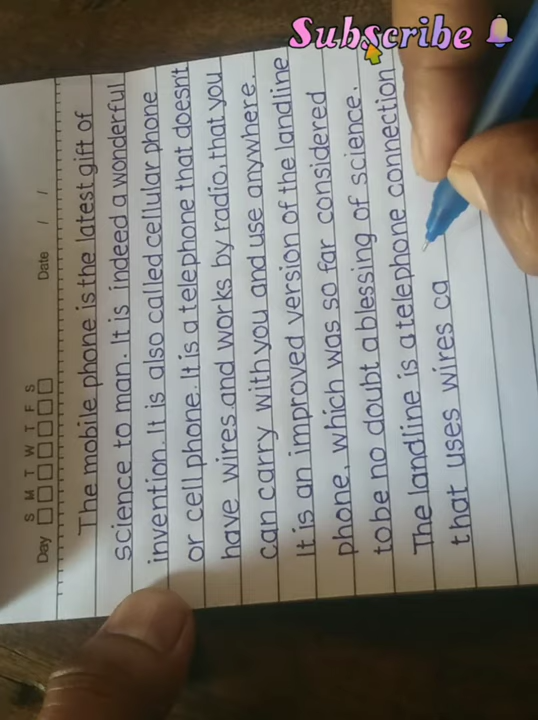 Subscribe
Day S M T W T F S Date / /
The mobile phone is the latest gift of
science to man. It is indeed a wonderful
invention. It is also called cellular phone
or cell phone. It is a telephone that doesnt
have wires and works by radio, that you
can carry with you and use anywhere.
It is an improved version of the landline
phone, which was so far considered
to be no doubt a blessing of science.
The landline is a telephone connection
that uses wires ca